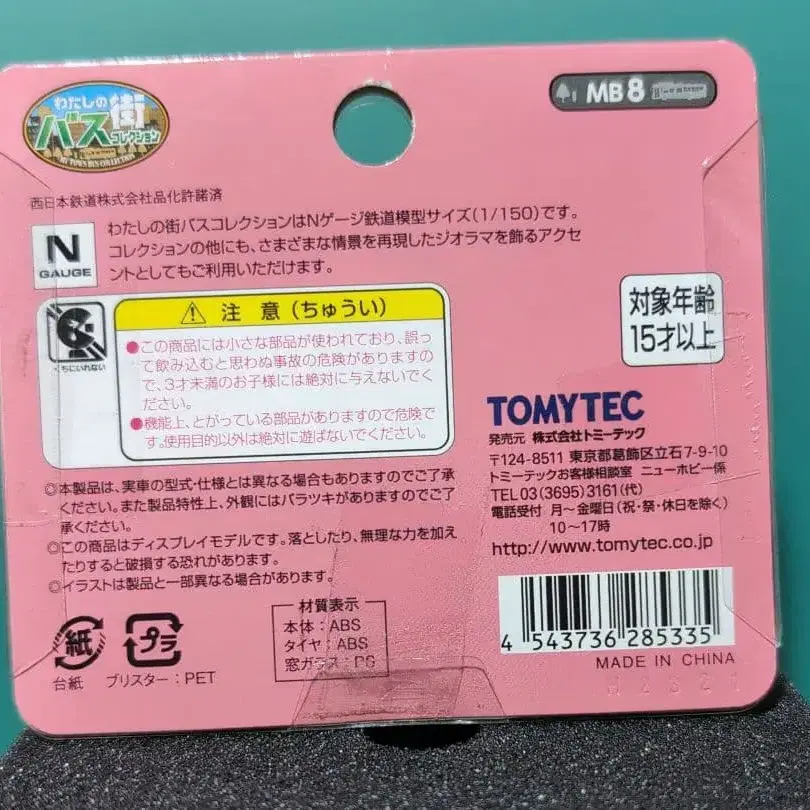 わたしの
街
バス
コレクション
MY TOWN BUS COLLECTION
MB8
西日本鉄道株式会社品化許諾済
N
GAUGE
わたしの街バスコレクションはNゲージ鉄道模型サイズ(1/150)です。
コレクションの他にも、さまざまな情景を再現したジオラマを飾るアクセ
ントとしてもご利用いただけます。
くちにいれない
注 意(ちゅうい)
●この商品には小さな部品が使われており、誤っ
て飲み込むと思わぬ事故の危険がありますの
で、3才未満のお子様には絶対に与えないでく
ださい。
●機能上、とがっている部品がありますので危険で
す。使用目的以外は絶対に遊ばないでください。
対象年齢
15才以上
◎本製品は、実車の型式・仕様とは異なる場合もありますのでご了承
ください。また製品特性上、外観にはバラツキがありますのでご了
承ください。
◎この商品はディスプレイモデルです。落としたり、無理な力を加え
たりすると破損する恐れがあります。
◎イラストは製品と一部異なる場合があります。
TOMYTEC
発売元 株式会社トミーテック
〒124-8511 東京都葛飾区立石7-9-10
トミーテックお客様相談室 ニューホビー係
TEL 03(3695)3161(代)
電話受付 月〜金曜日(祝・祭・休日を除く)
10〜17時
http://www.tomytec.co.jp
紙
台紙
プラ
ブリスター:PET
材質表示
本体:ABS
タイヤ:ABS
窓ガラス:PS
4 543736 285335
MADE IN CHINA